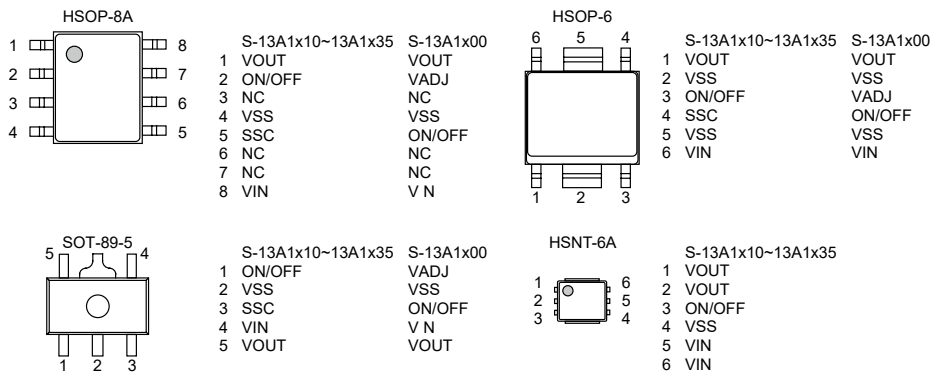 HSOP-8A
1 8
2 7
3 6
4 5
S-13A1x10~13A1x35 S-13A1x00
1 VOUT VOUT
2 ON/OFF VADJ
3 NC NC
4 VSS VSS
5 SSC ON/OFF
6 NC NC
7 NC NC
8 VIN V N
HSOP-6
6 5 4
1 2 3
S-13A1x10~13A1x35 S-13A1x00
1 VOUT VOUT
2 VSS VSS
3 ON/OFF VADJ
4 SSC ON/OFF
5 VSS VSS
6 VIN VIN
SOT-89-5
5 4
1 2 3
S-13A1x10~13A1x35 S-13A1x00
1 ON/OFF VADJ
2 VSS VSS
3 SSC ON/OFF
4 VIN V N
5 VOUT VOUT
HSNT-6A
1 6
2 5
3 4
S-13A1x10~13A1x35
1 VOUT
2 VOUT
3 ON/OFF
4 VSS
5 VIN
6 VIN